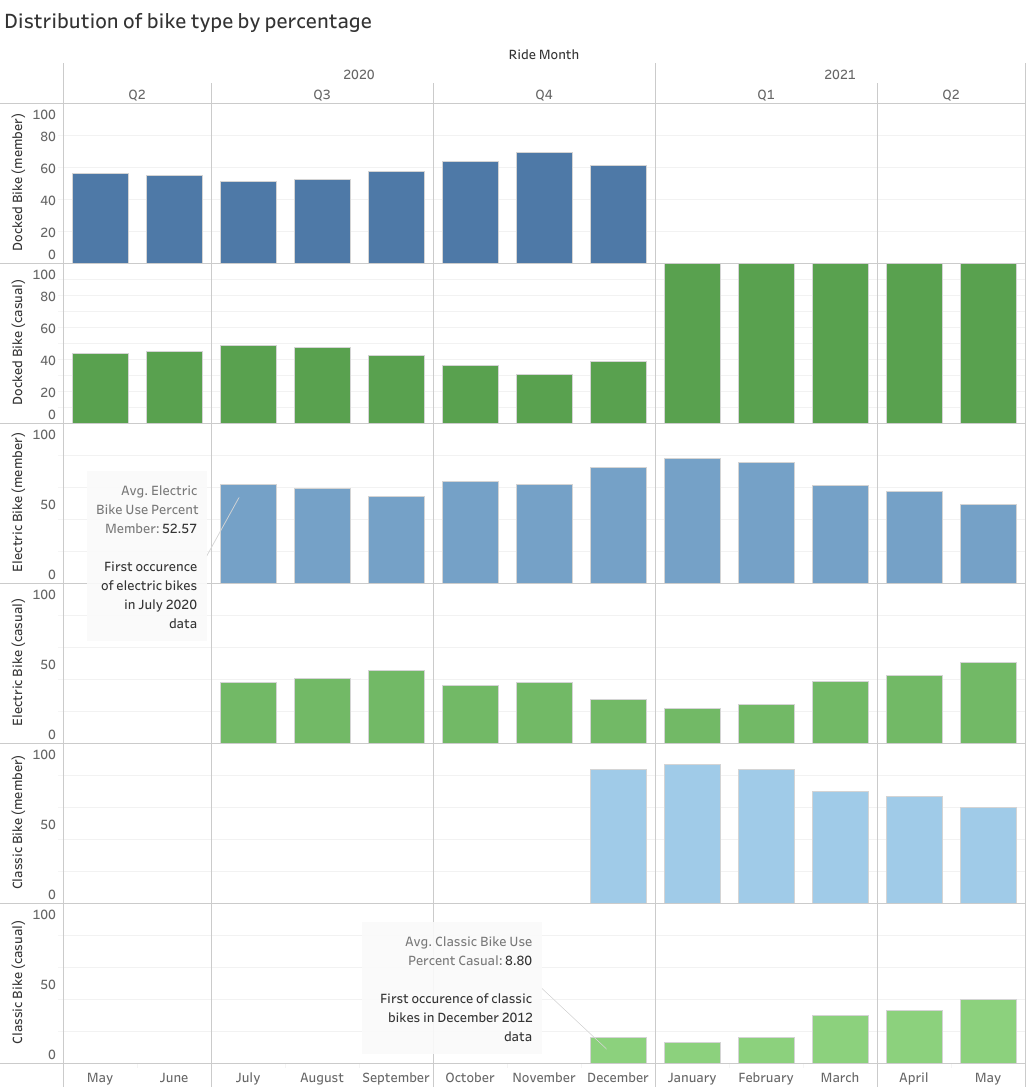 Distribution of bike type by percentage
Ride Month
2020
2021
Q2
Q3
Q4
Q1
Q2
Docked Bike (member)
100
80
60
40
20
0
Docked Bike (casual)
100
80
60
40
20
0
Electric Bike (member)
100
50
0
Avg. Electric
Bike Use Percent
Member: 52.57
First occurence
of electric bikes
in July 2020
data
Electric Bike (casual)
100
50
0
Classic Bike (member)
100
50
0
Classic Bike (casual)
100
50
0
Avg. Classic Bike Use
Percent Casual: 8.80
First occurence of classic
bikes in December 2012
data
May
June
July
August
September
October
November
December
January
February
March
April
May